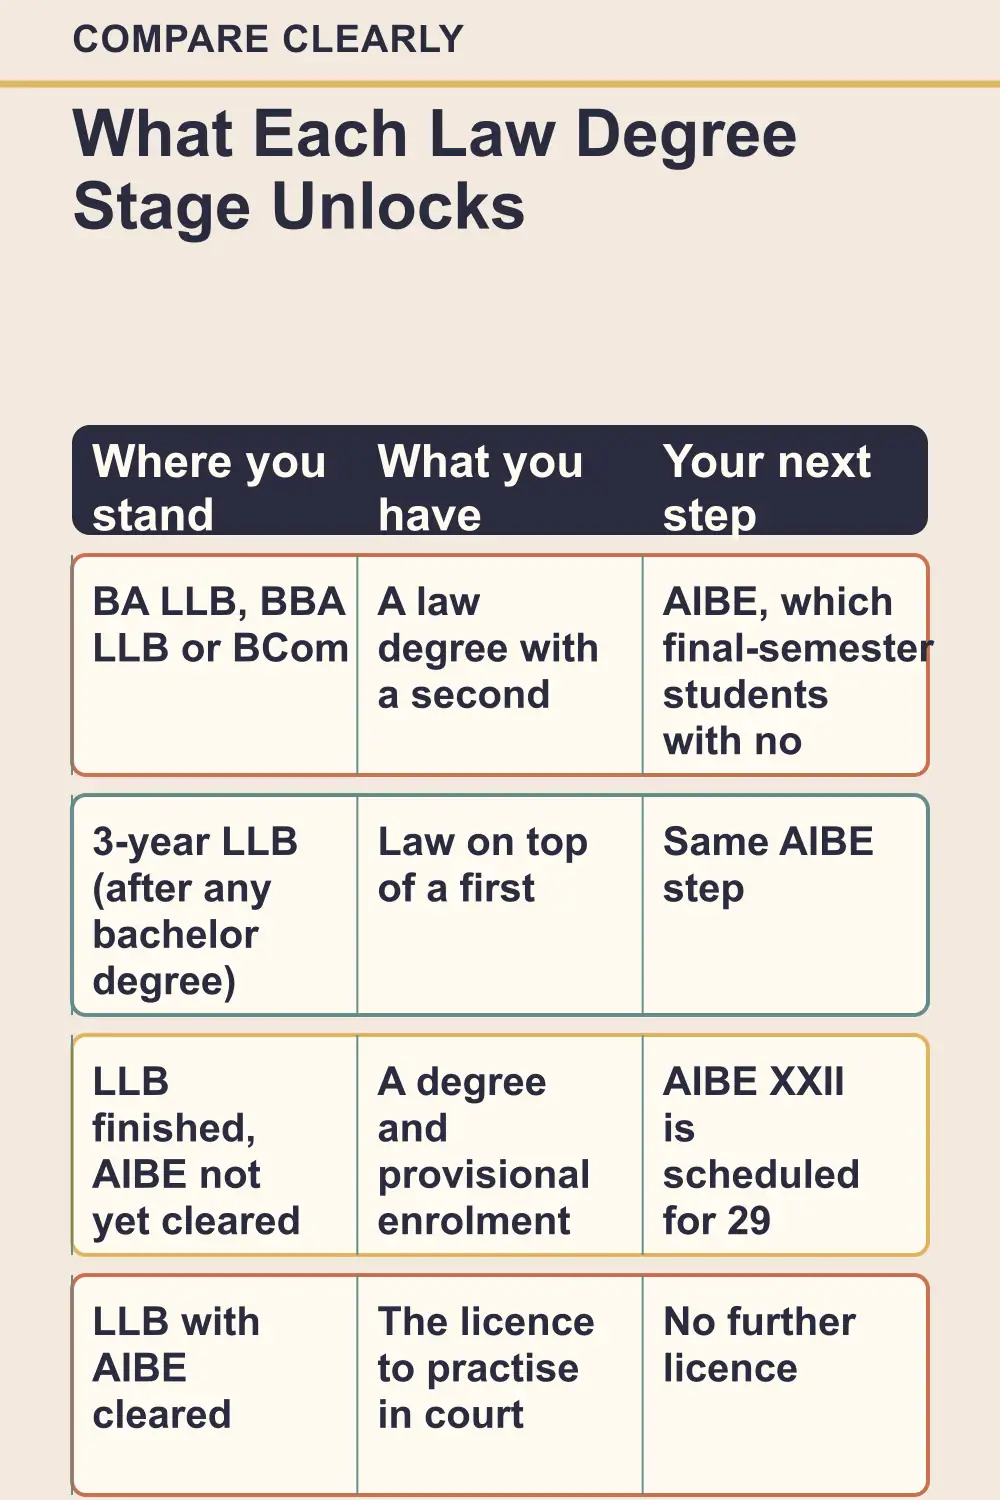 COMPARE CLEARLY
What Each Law Degree
Stage Unlocks
Where you stand
What you have
Your next step
BA LLB, BBA
LLB or BCom
A law
degree with
a second
AIBE, which
final-semester
students
with no
3-year LLB
(after any
bachelor
degree)
Law on top
of a first
Same AIBE
step
LLB
finished,
AIBE not
yet cleared
A degree
and
provisional
enrolment
AIBE XXII
is
scheduled
for 29
LLB with
AIBE
cleared
The licence
to practise
in court
No further
licence